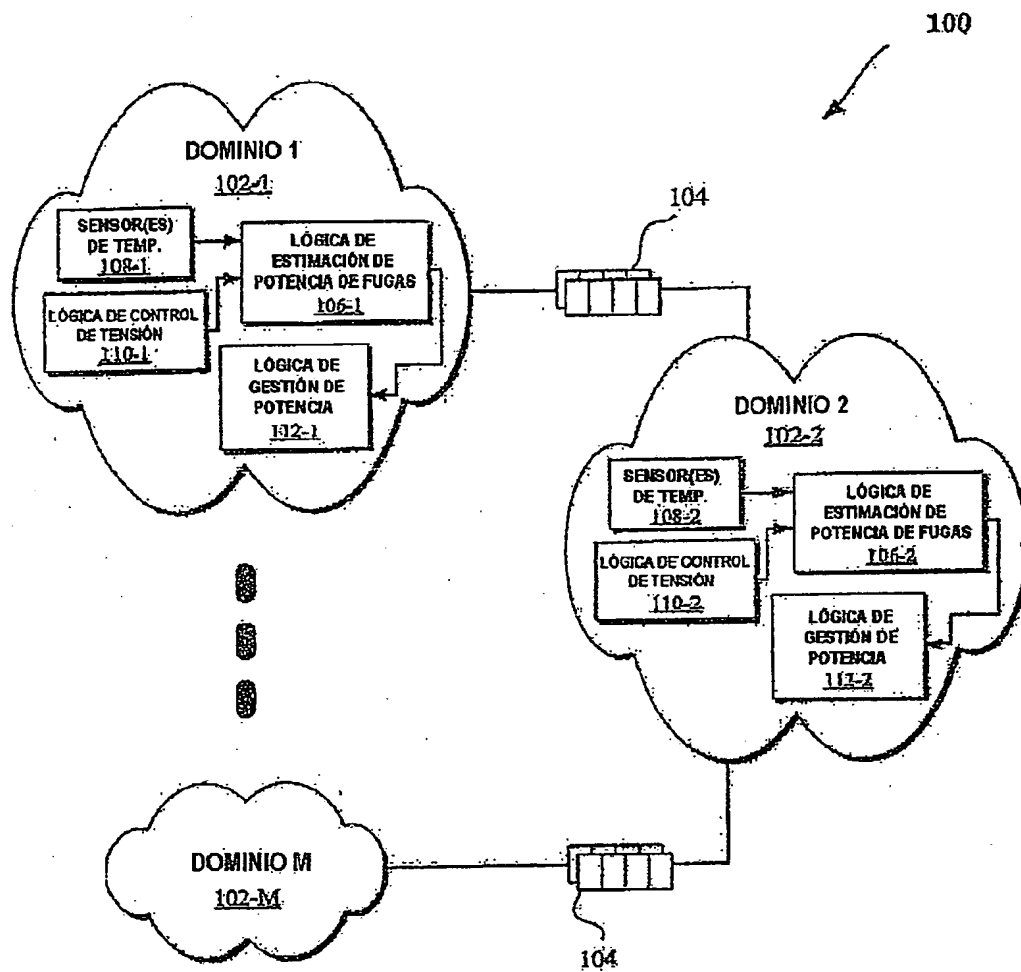 100
DOMINIO 1
102-1
SENSOR(ES)
DE TEMP.
108-1
LÓGICA DE
ESTIMACIÓN DE
POTENCIA DE FUGAS
106-1
LÓGICA DE CONTROL
DE TENSIÓN
110-1
LÓGICA DE
GESTIÓN DE
POTENCIA
112-1
104
DOMINIO 2
102-2
SENSOR(ES)
DE TEMP.
108-2
LÓGICA DE
ESTIMACIÓN DE
POTENCIA DE FUGAS
106-2
LÓGICA DE CONTROL
DE TENSIÓN
110-2
LÓGICA DE
GESTIÓN DE
POTENCIA
112-2
DOMINIO M
102-M
104